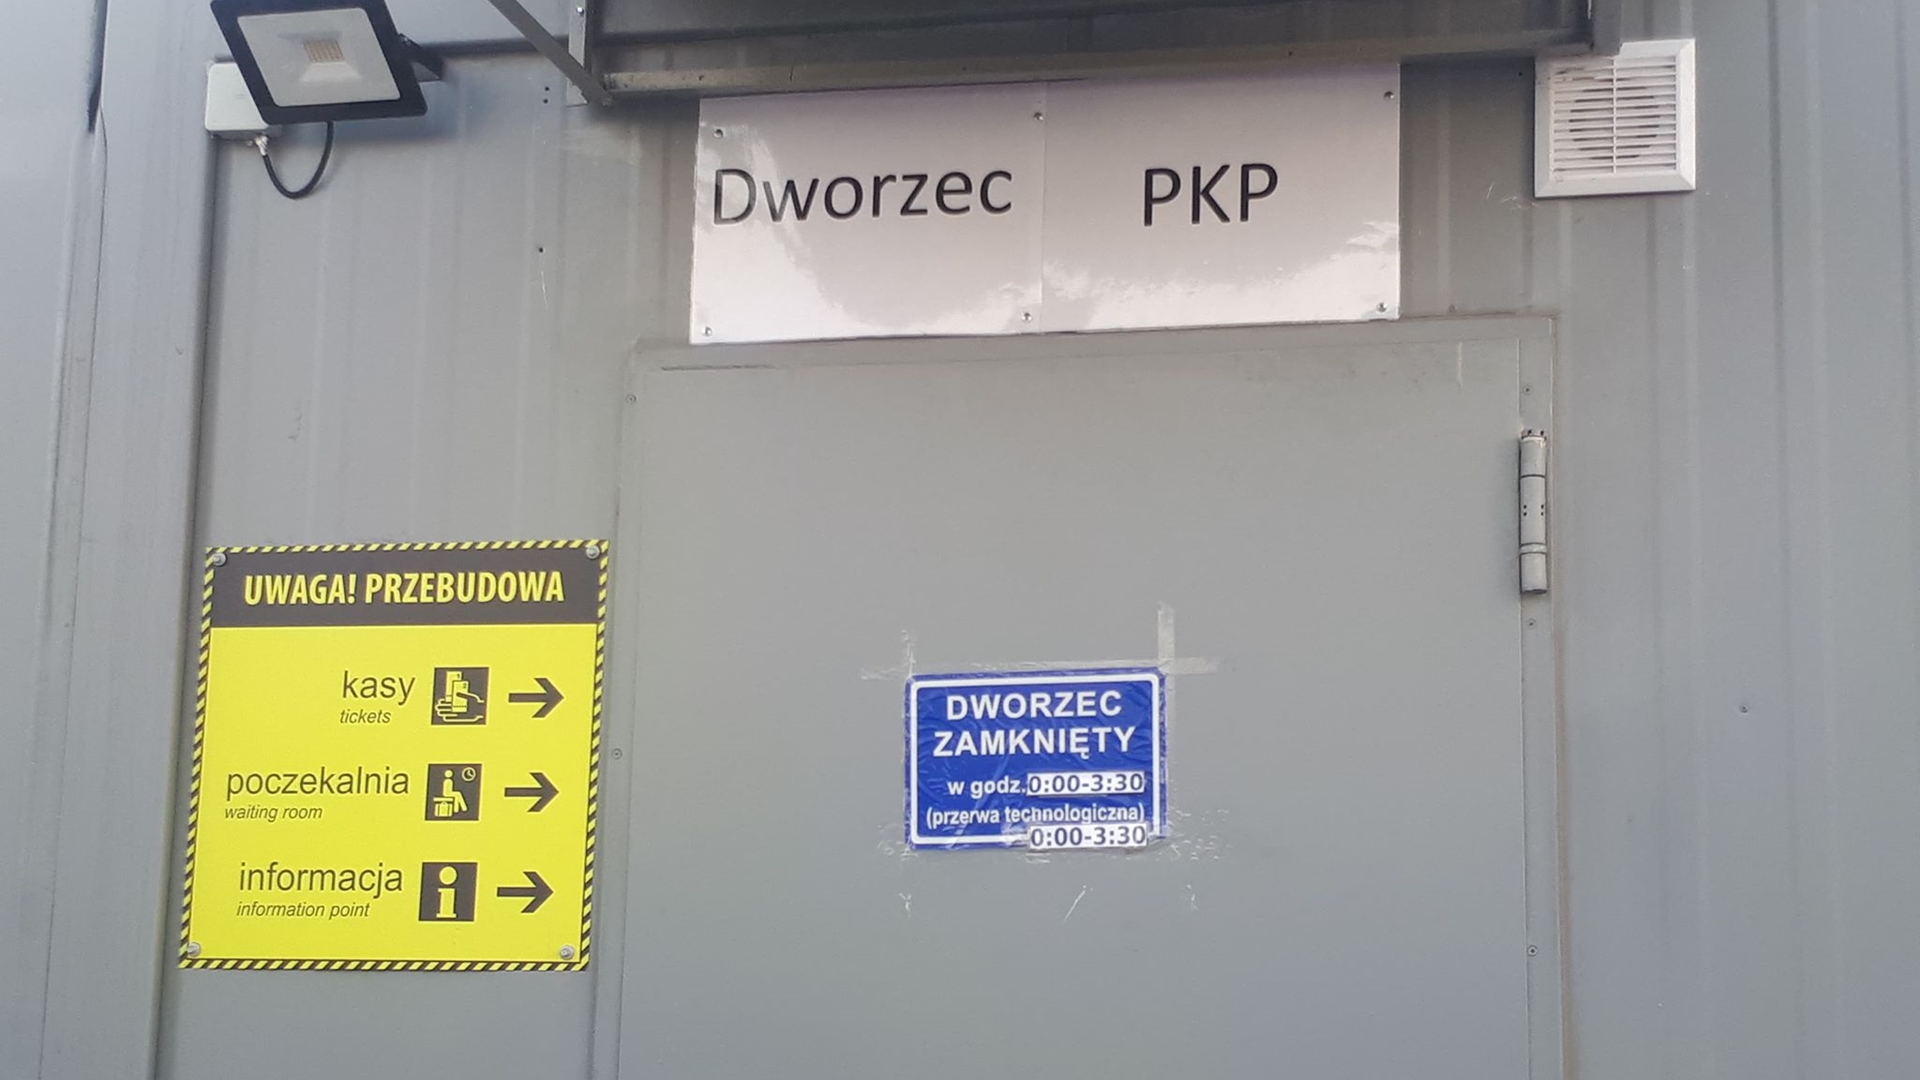 Dworzec PKP
UWAGA! PRZEBUDOWA
kasy
tickets
poczekalnia
waiting room
informacja
information point
DWORZEC
ZAMKNIĘTY
w godz.0:00-3:30
(przerwa technologiczna)
0:00-3:30